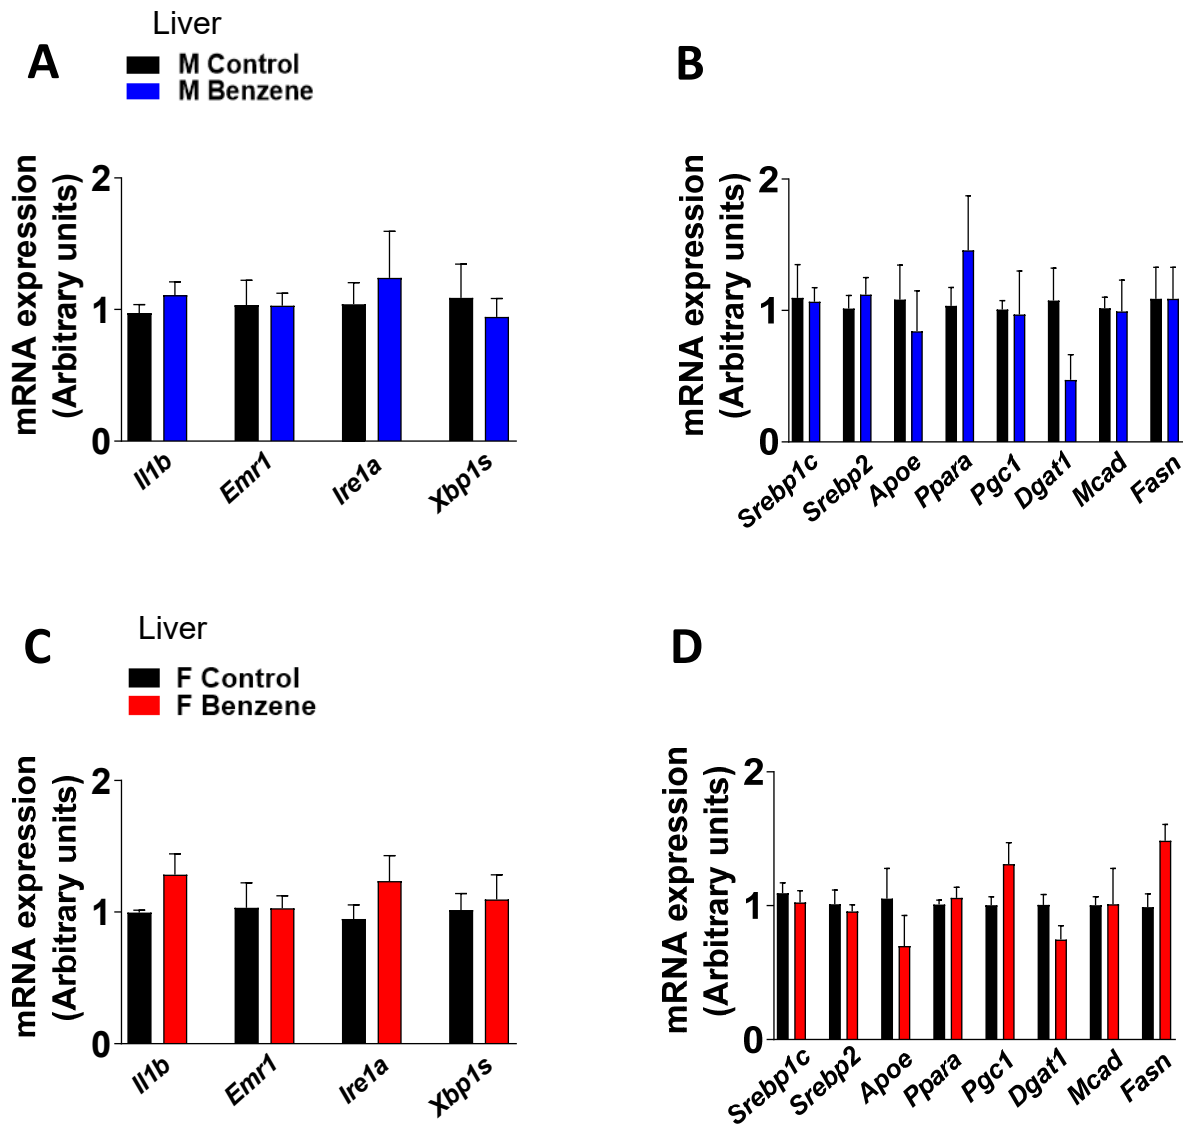 Liver
A
M Control
M Benzene
mRNA expression
(Arbitrary units)
2
1
0
Il1b
Emr1
Ire1a
Xbp1s
B
mRNA expression
(Arbitrary units)
2
1
0
Srebp1c
Srebp2
Apoe
Ppara
Pgc1
Dgat1
Mcad
Fasn
Liver
C
F Control
F Benzene
mRNA expression
(Arbitrary units)
2
1
0
Il1b
Emr1
Ire1a
Xbp1s
D
mRNA expression
(Arbitrary units)
2
1
0
Srebp1c
Srebp2
Apoe
Ppara
Pgc1
Dgat1
Mcad
Fasn